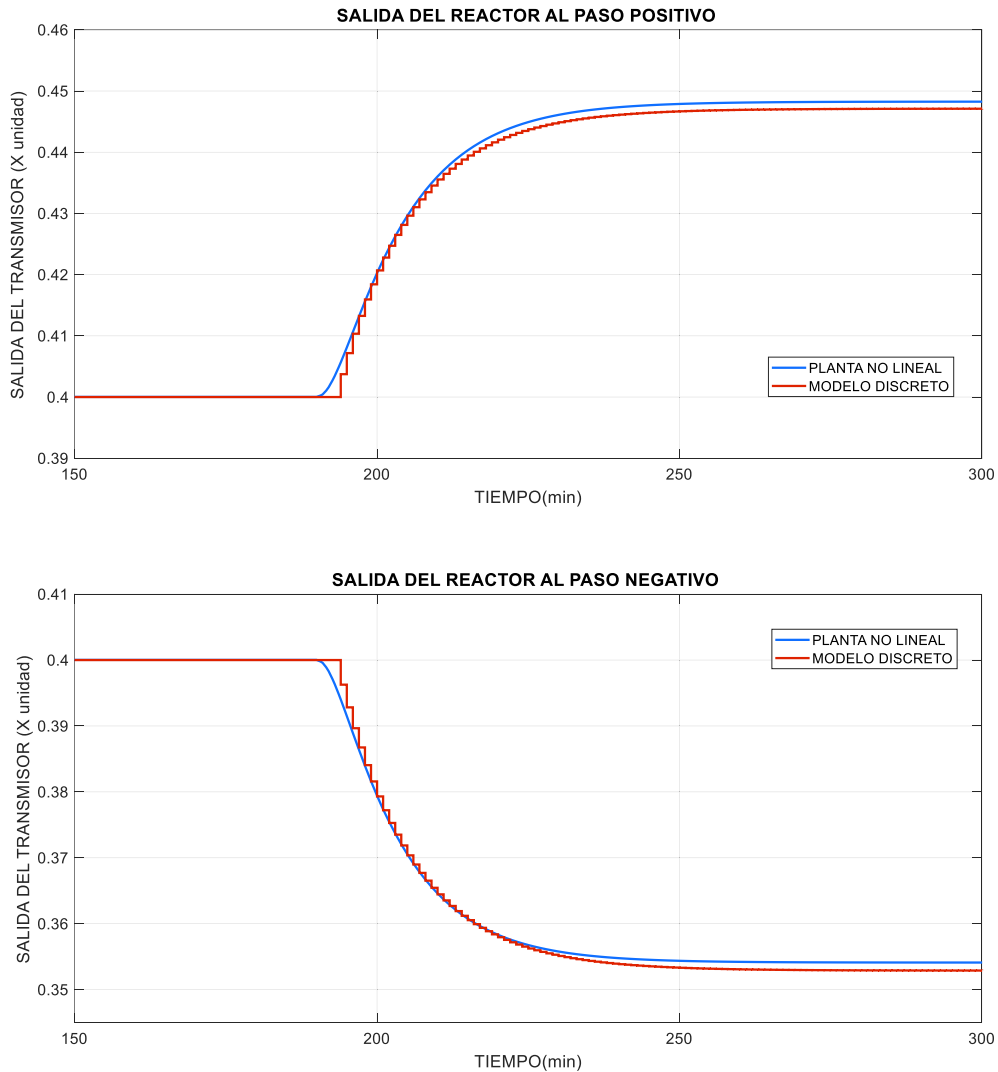 SALIDA DEL REACTOR AL PASO POSITIVO
0.46
0.45
0.44
0.43
0.42
0.41
0.4
0.39
SALIDA DEL TRANSMISOR (X unidad)
PLANTA NO LINEAL
MODELO DISCRETO
150 200 250 300
TIEMPO(min)
SALIDA DEL REACTOR AL PASO NEGATIVO
0.41
0.4
0.39
0.38
0.37
0.36
0.35
SALIDA DEL TRANSMISOR (X unidad)
PLANTA NO LINEAL
MODELO DISCRETO
150 200 250 300
TIEMPO(min)